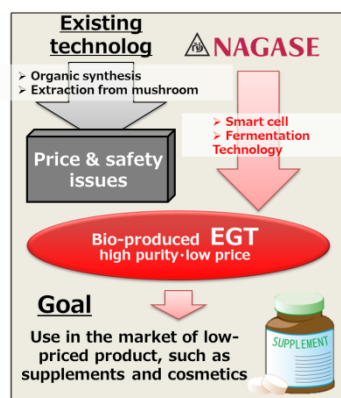 Existing
technolog
NAGASE
➢ Organic synthesis
➢ Extraction from mushroom
➢ Smart cell
➢ Fermentation
Technology
Price & safety
issues
Bio-produced EGT
high purity･low price
Goal
Use in the market of low-
priced product, such as
supplements and cosmetics
SUPPLEMENT